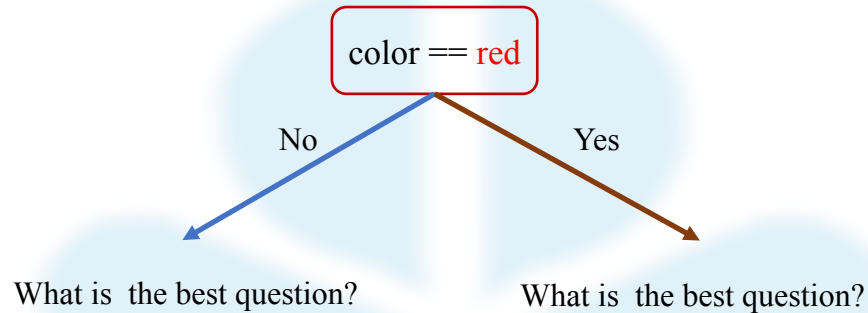 color == red
No
Yes
What is  the best question?
What is  the best question?